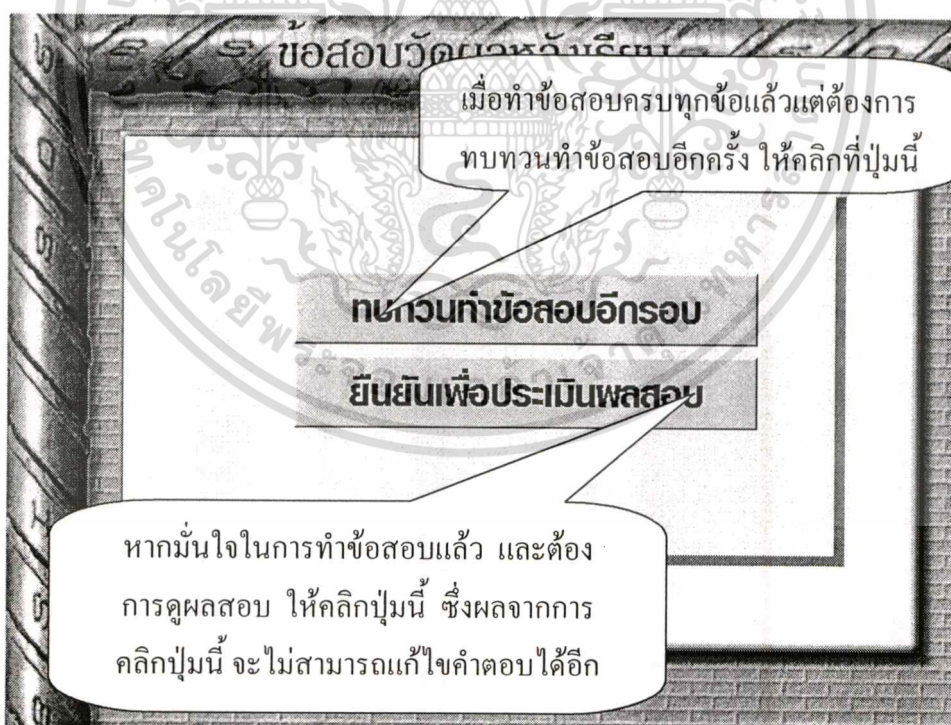 ข้อสอบวัดผลหลังเรียน
เมื่อทำข้อสอบครบทุกข้อแล้วแต่ต้องการ
ทบทวนทำข้อสอบอีกครั้ง ให้คลิกที่ปุ่มนี้
ทบทวนทำข้อสอบอีกรอบ
ยืนยันเพื่อประเมินผลสอบ
หากมั่นใจในการทำข้อสอบแล้ว และต้อง
การดูผลสอบ ให้คลิกปุ่มนี้ ซึ่งผลจากการ
คลิกปุ่มนี้ จะไม่สามารถแก้ไขคำตอบได้อีก